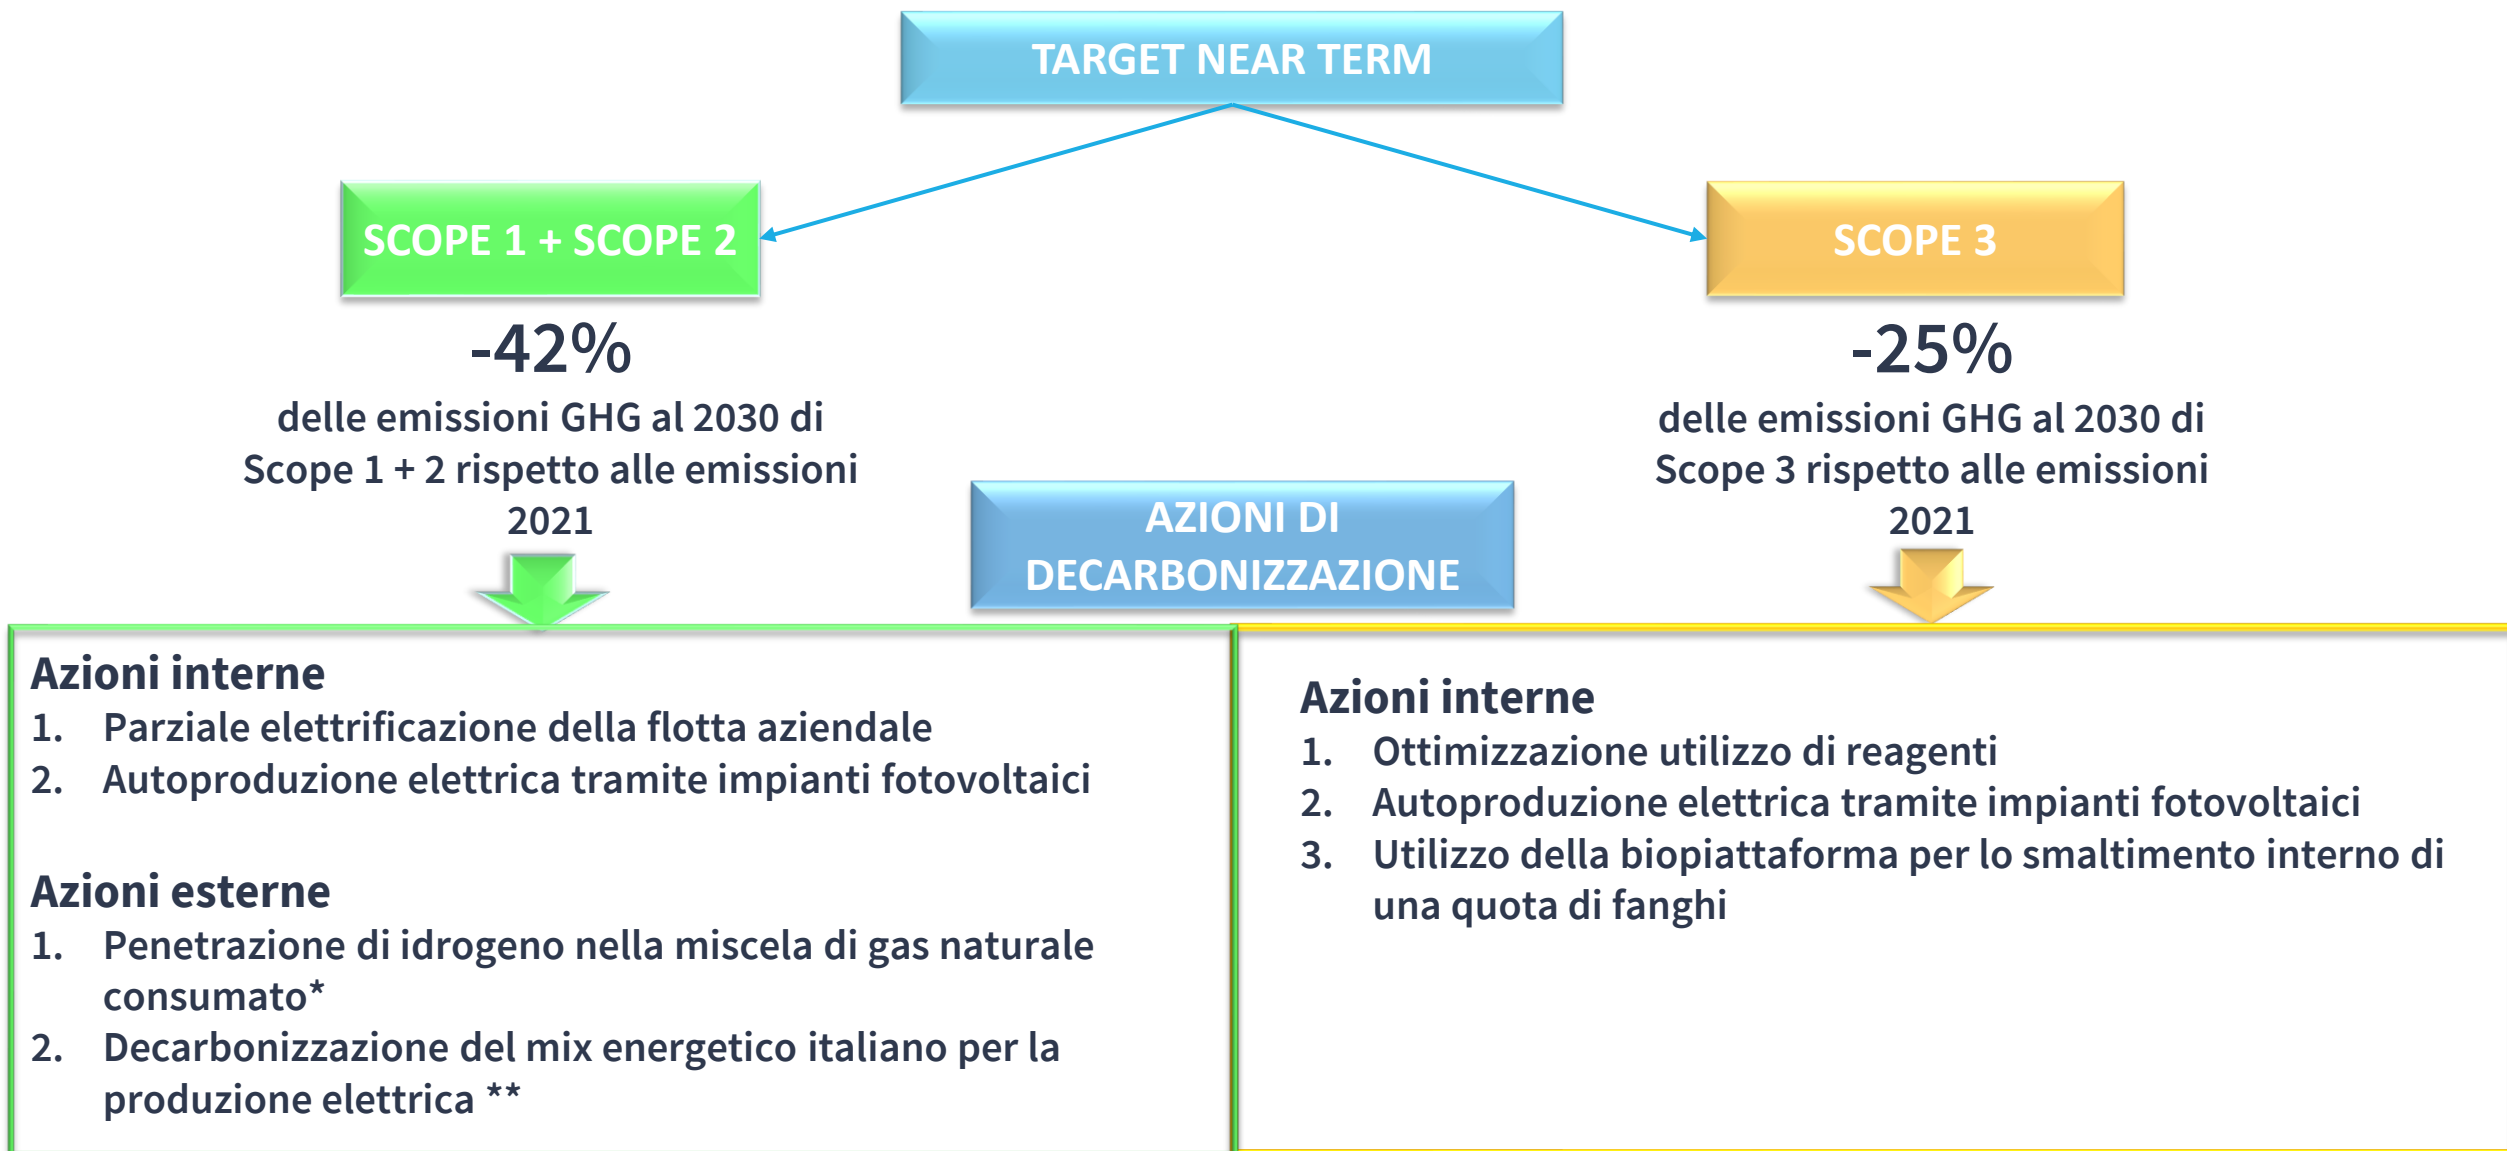 TARGET NEAR TERM
SCOPE 1 + SCOPE 2
-42%
delle emissioni GHG al 2030 di
Scope 1 + 2 rispetto alle emissioni
2021
SCOPE 3
-25%
delle emissioni GHG al 2030 di
Scope 3 rispetto alle emissioni
2021
AZIONI DI
DECARBONIZZAZIONE
Azioni interne
1. Parziale elettrificazione della flotta aziendale
2. Autoproduzione elettrica tramite impianti fotovoltaici
Azioni esterne
1. Penetrazione di idrogeno nella miscela di gas naturale
consumato*
2. Decarbonizzazione del mix energetico italiano per la
produzione elettrica **
Azioni interne
1. Ottimizzazione utilizzo di reagenti
2. Autoproduzione elettrica tramite impianti fotovoltaici
3. Utilizzo della biopiattaforma per lo smaltimento interno di
una quota di fanghi